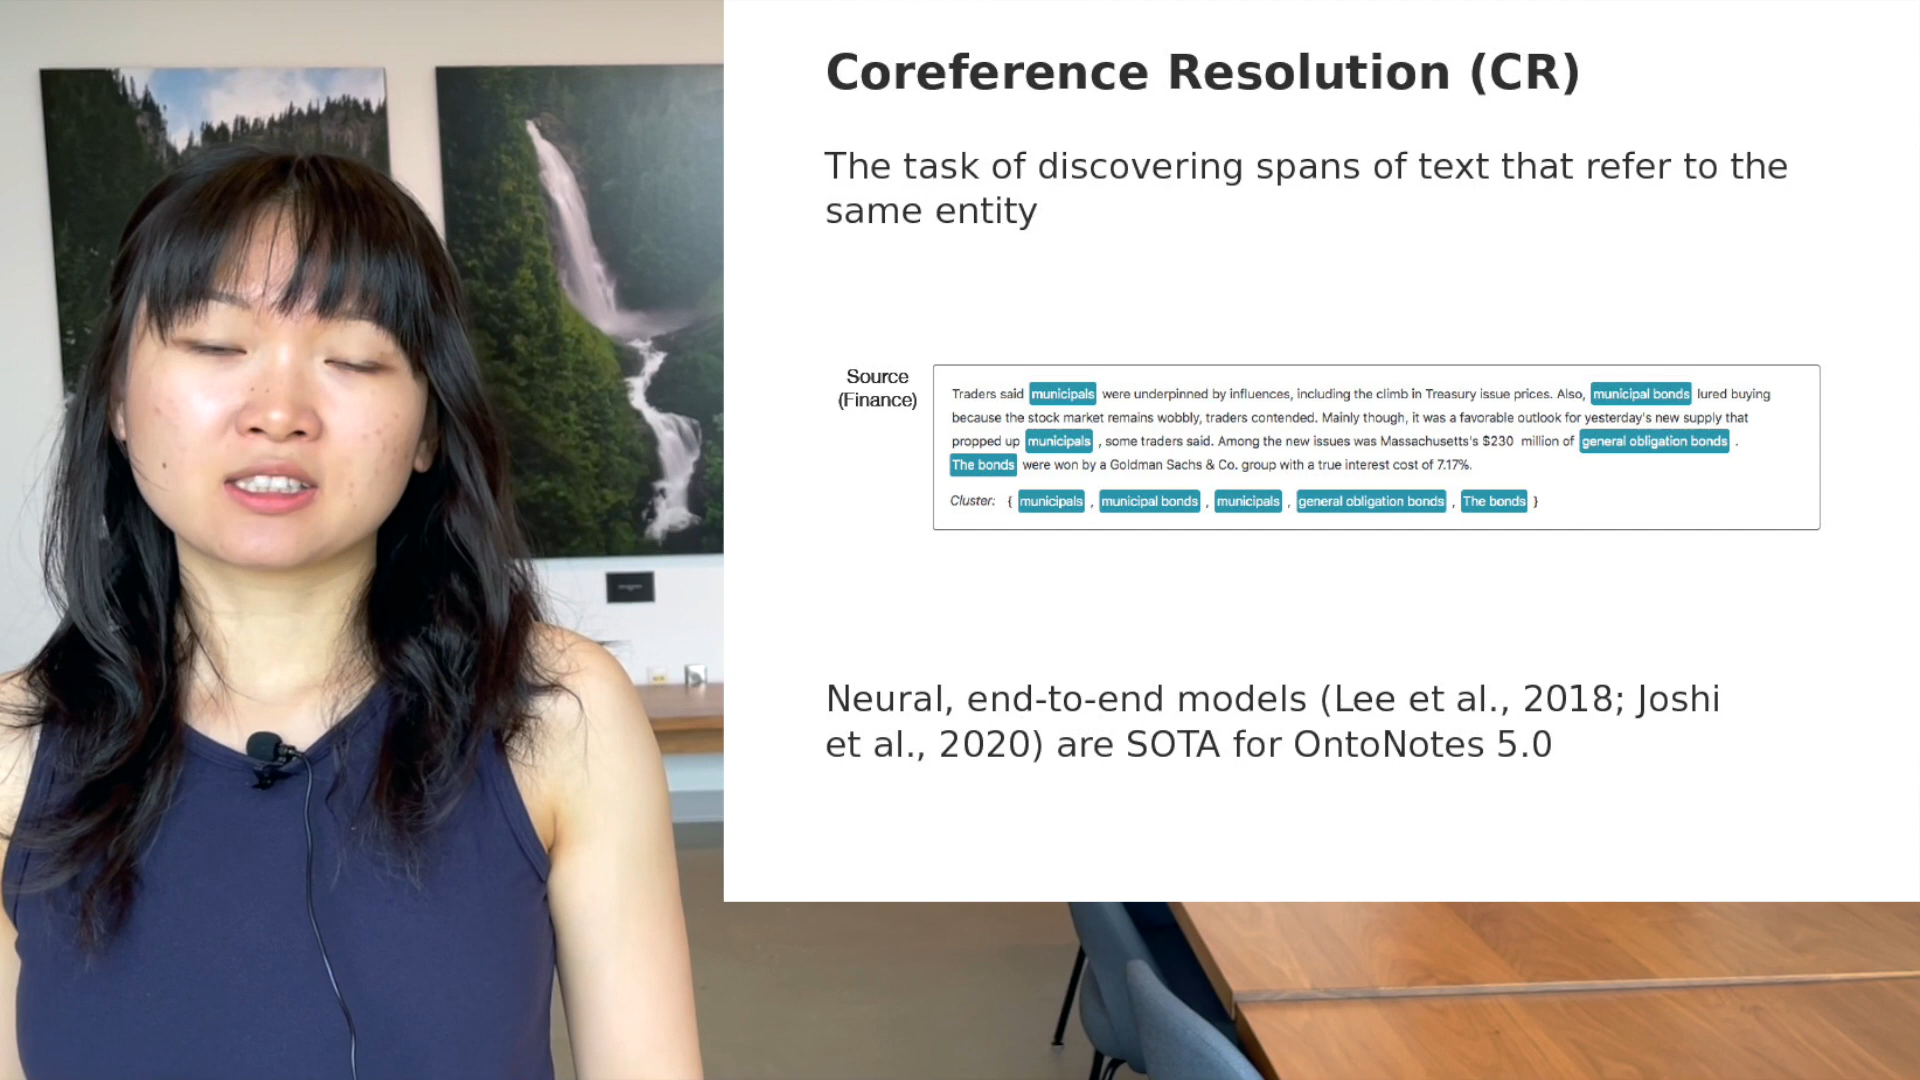 Coreference Resolution (CR)
The task of discovering spans of text that refer to the
same entity
Source
(Finance)
Traders said municipals were underpinned by influences, including the climb in Treasury issue prices. Also, municipal bonds lured buying
because the stock market remains wobbly, traders contended. Mainly though, it was a favorable outlook for yesterday's new supply that
propped up municipals , some traders said. Among the new issues was Massachusetts's $230 million of general obligation bonds .
The bonds were won by a Goldman Sachs & Co. group with a true interest cost of 7.17%.
Cluster: { municipals , municipal bonds , municipals , general obligation bonds , The bonds }
Neural, end-to-end models (Lee et al., 2018; Joshi
et al., 2020) are SOTA for OntoNotes 5.0